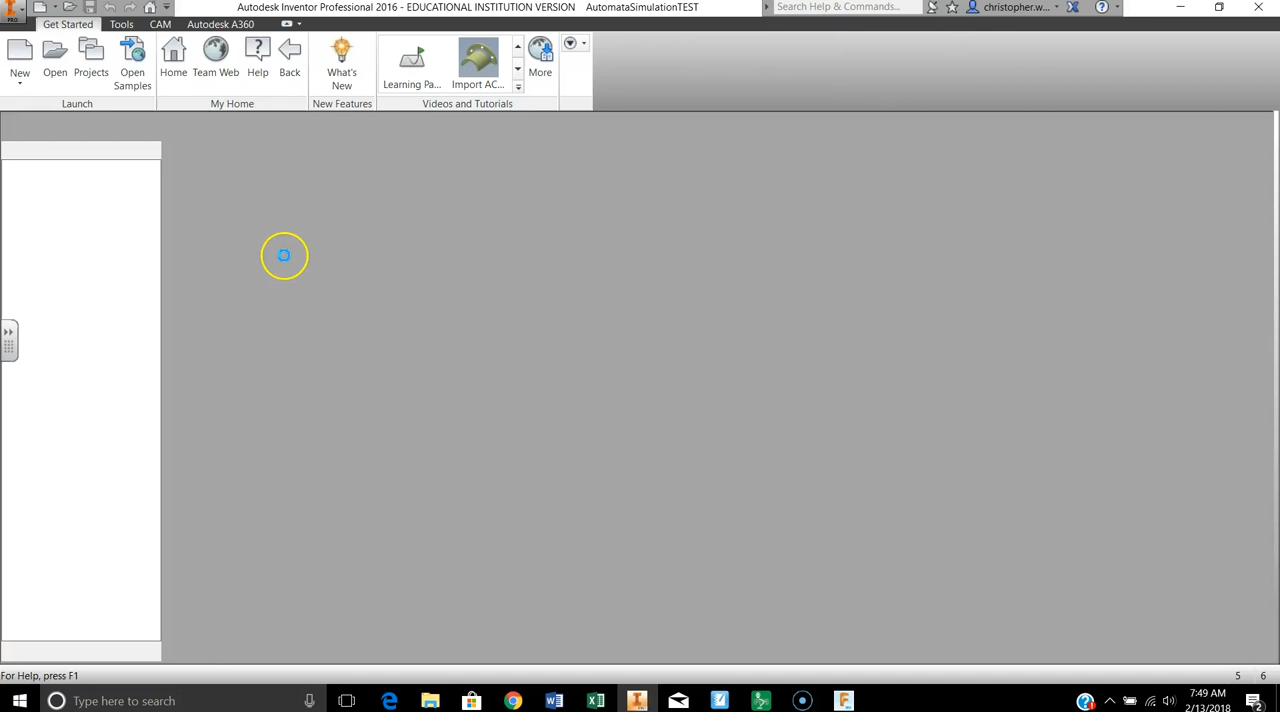 Autodesk Inventor Professional 2016 - EDUCATIONAL INSTITUTION VERSION AutomataSimulationTEST
Search Help & Commands...
christopher.w...
PRO
Get Started Tools CAM Autodesk A360
New Open Projects Open Samples
Home Team Web Help Back
What's New
Learning Pa... Import AC... More
Launch My Home New Features Videos and Tutorials
For Help, press F1
5 6
Type here to search
7:49 AM
2/13/2018
2